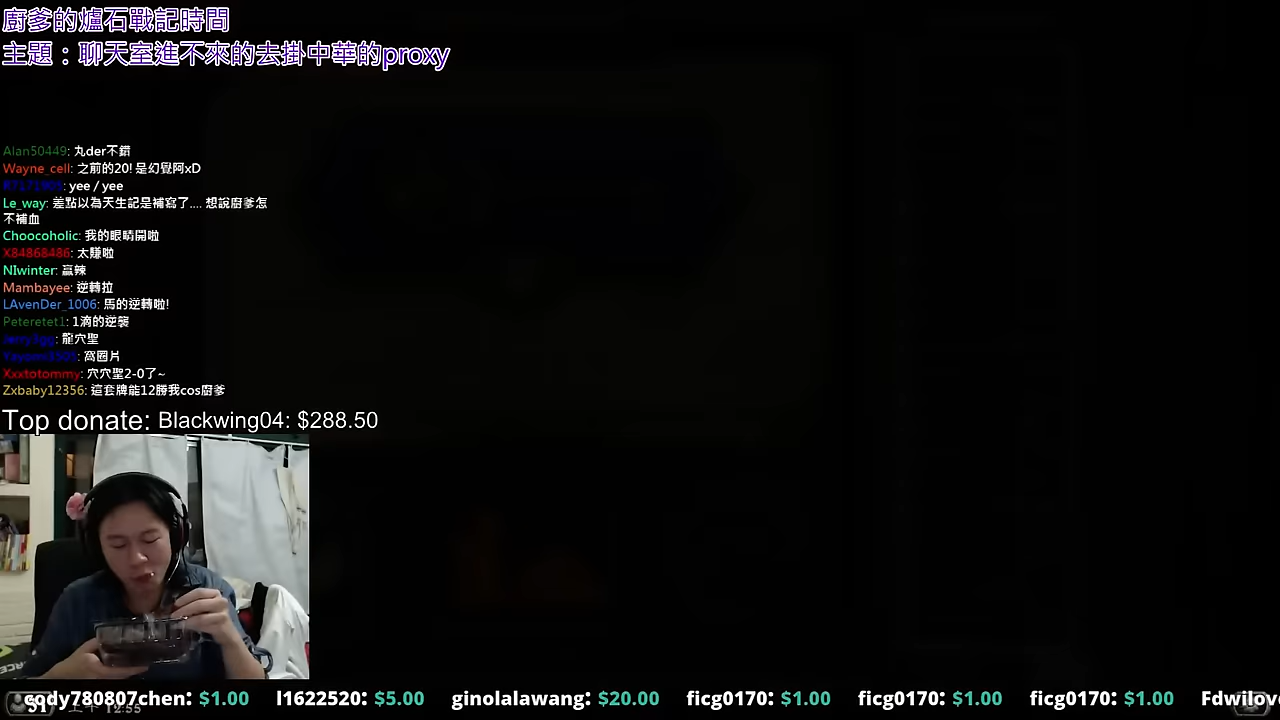 廚爹的爐石戰記時間
主題：聊天室進不來的去掛中華的proxy
Alan50449: 丸der不錯
Wayne_cell: 之前的20! 是幻覺阿xD
yee / yee
Le_way: 差點以為天生記是補寫了.... 想說廚爹怎
不補血
Choocoholic: 我的眼睛開啦
X84868486: 太賺啦
NIwinter: 贏辣
Mambayee: 逆轉拉
LAvenDer_1006: 馬的逆轉啦!
Peteretet1: 1滴的逆襲
龍穴聖
窩圈片
Xxxtotommy: 穴穴聖2-0了~
Zxbaby12356: 這套牌能12勝我cos廚爹
Top donate: Blackwing04: $288.50
cody780807chen: $1.00 l1622520: $5.00 ginolalawang: $20.00 ficg0170: $1.00 ficg0170: $1.00 ficg0170: $1.00 Fdwilov
上午 12:55